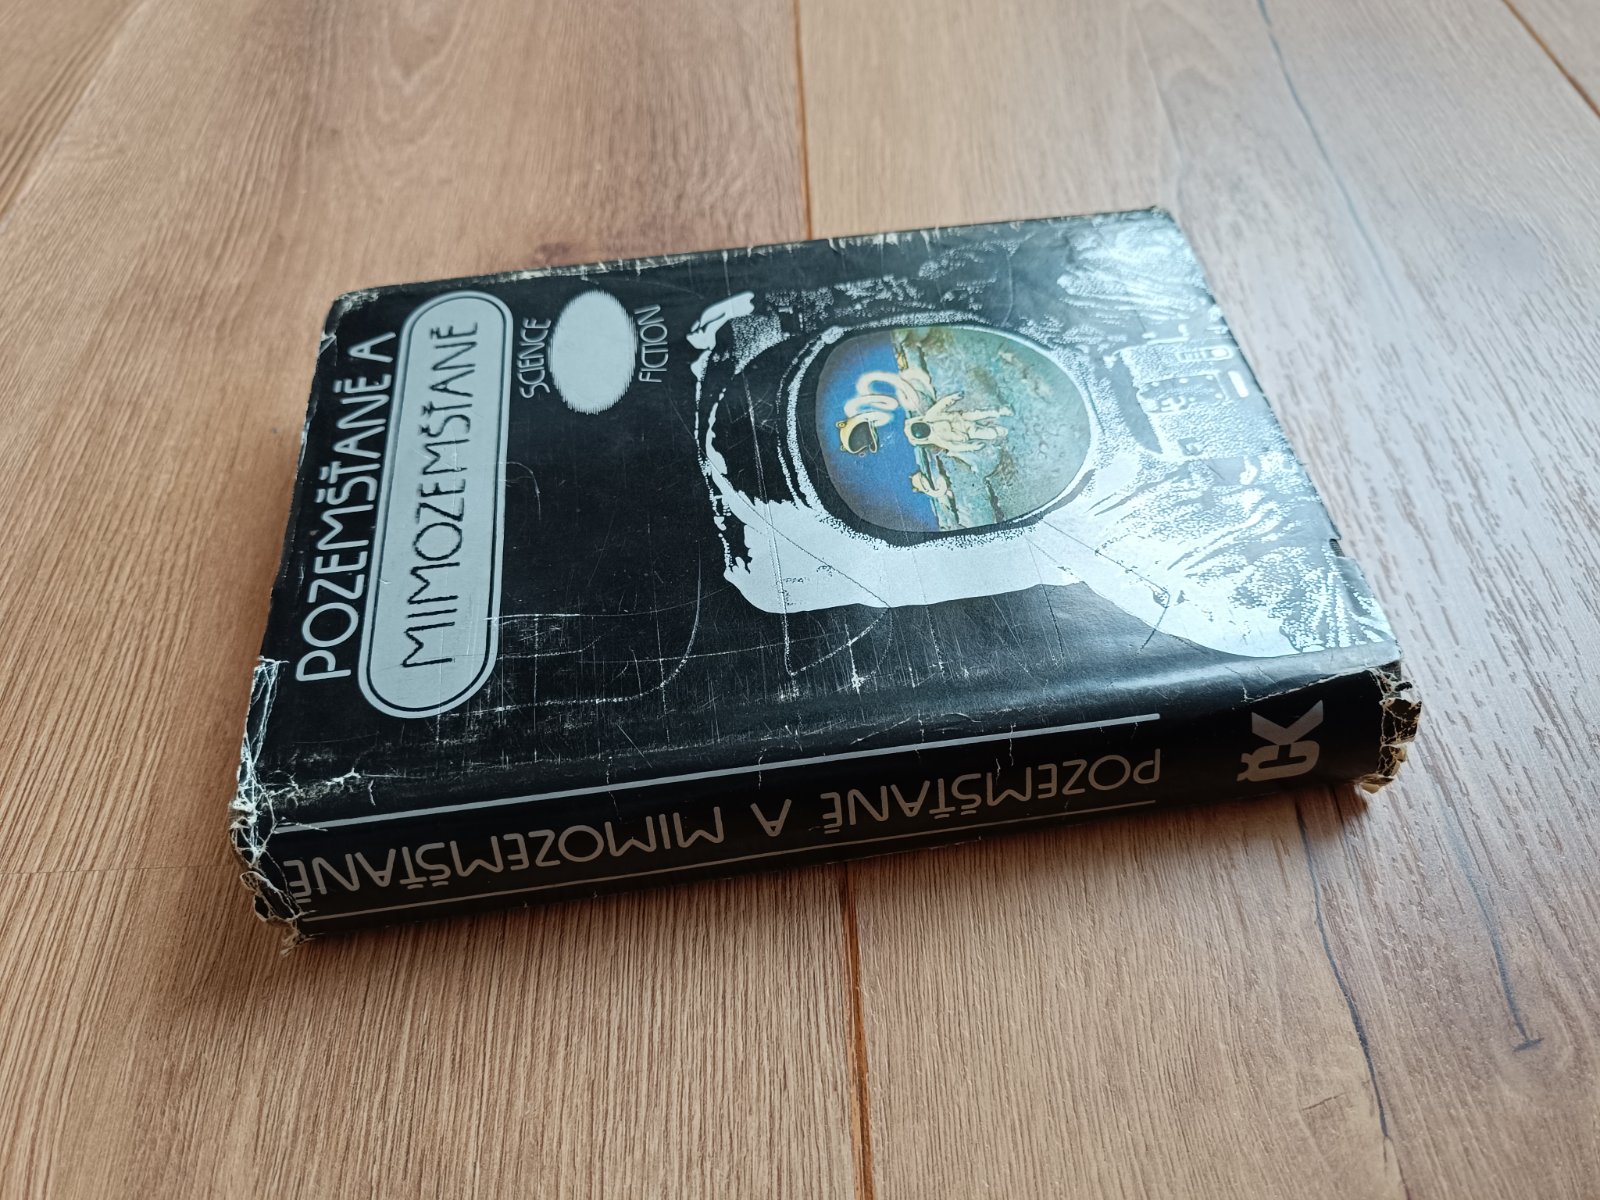 POZEMŠŤANÉ A
MIMOZEMŠŤANÉ
SCIENCE
FICTION
POZEMŠŤANÉ A MIMOZEMŠŤANÉ
ČK